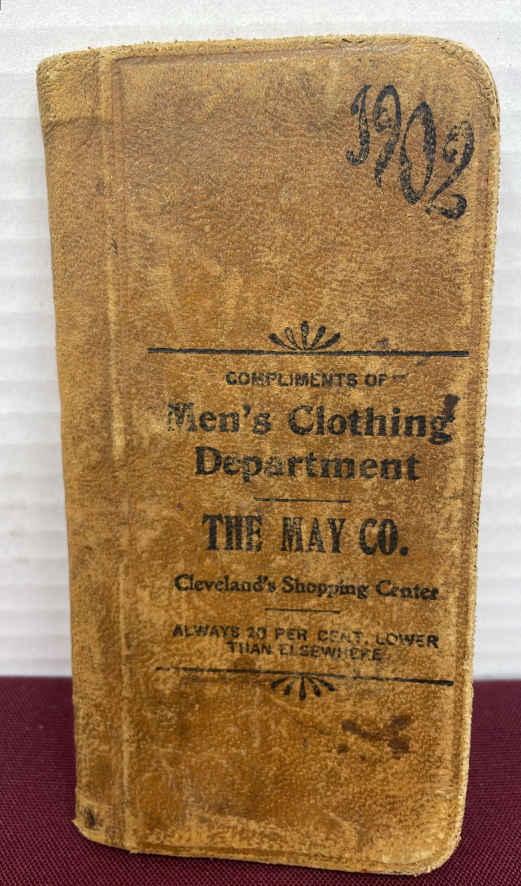 1902
COMPLIMENTS OF
Men's Clothing
Department
THE MAY CO.
Cleveland's Shopping Center
ALWAYS 20 PER CENT. LOWER
THAN ELSEWHERE